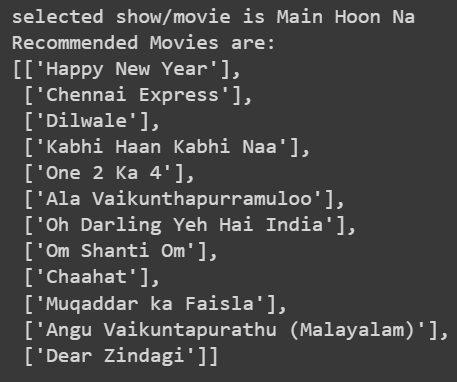 selected show/movie is Main Hoon Na
Recommended Movies are:
[['Happy New Year'],
 ['Chennai Express'],
 ['Dilwale'],
 ['Kabhi Haan Kabhi Naa'],
 ['One 2 Ka 4'],
 ['Ala Vaikunthapurramuloo'],
 ['Oh Darling Yeh Hai India'],
 ['Om Shanti Om'],
 ['Chaahat'],
 ['Muqaddar ka Faisla'],
 ['Angu Vaikuntapurathu (Malayalam)'],
 ['Dear Zindagi']]